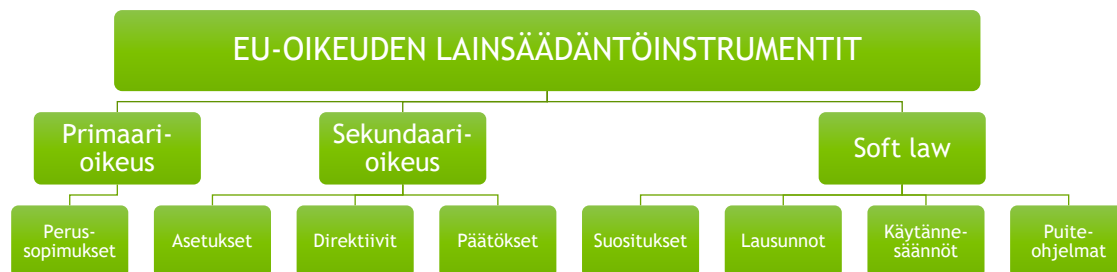 EU-OIKEUDEN LAINSÄÄDÄNTÖINSTRUMENTIT
Primaari-
oikeus
Sekundaari-
oikeus
Soft law
Perus-
sopimukset
Asetukset
Direktiivit
Päätökset
Suositukset
Lausunnot
Käytänne-
säännöt
Puite-
ohjelmat